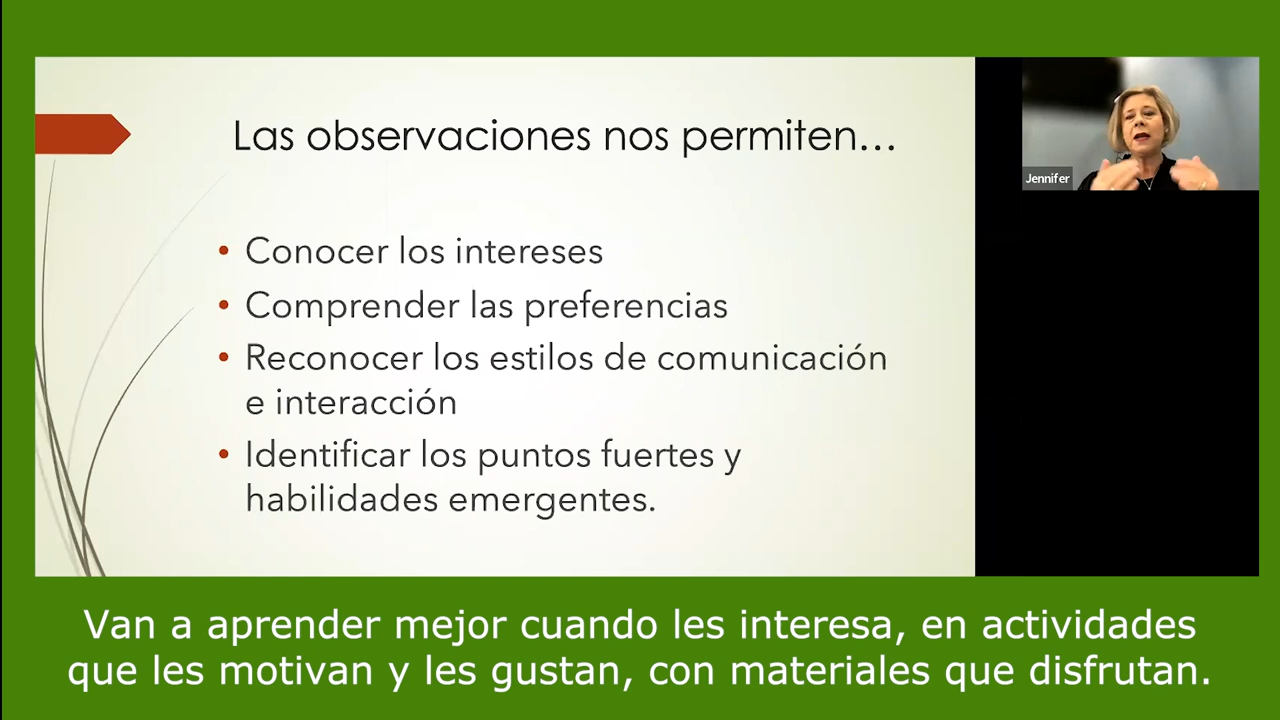 Las observaciones nos permiten...
• Conocer los intereses
• Comprender las preferencias
• Reconocer los estilos de comunicación
e interacción
• Identificar los puntos fuertes y
habilidades emergentes.
Jennifer
Van a aprender mejor cuando les interesa, en actividades
que les motivan y les gustan, con materiales que disfrutan.